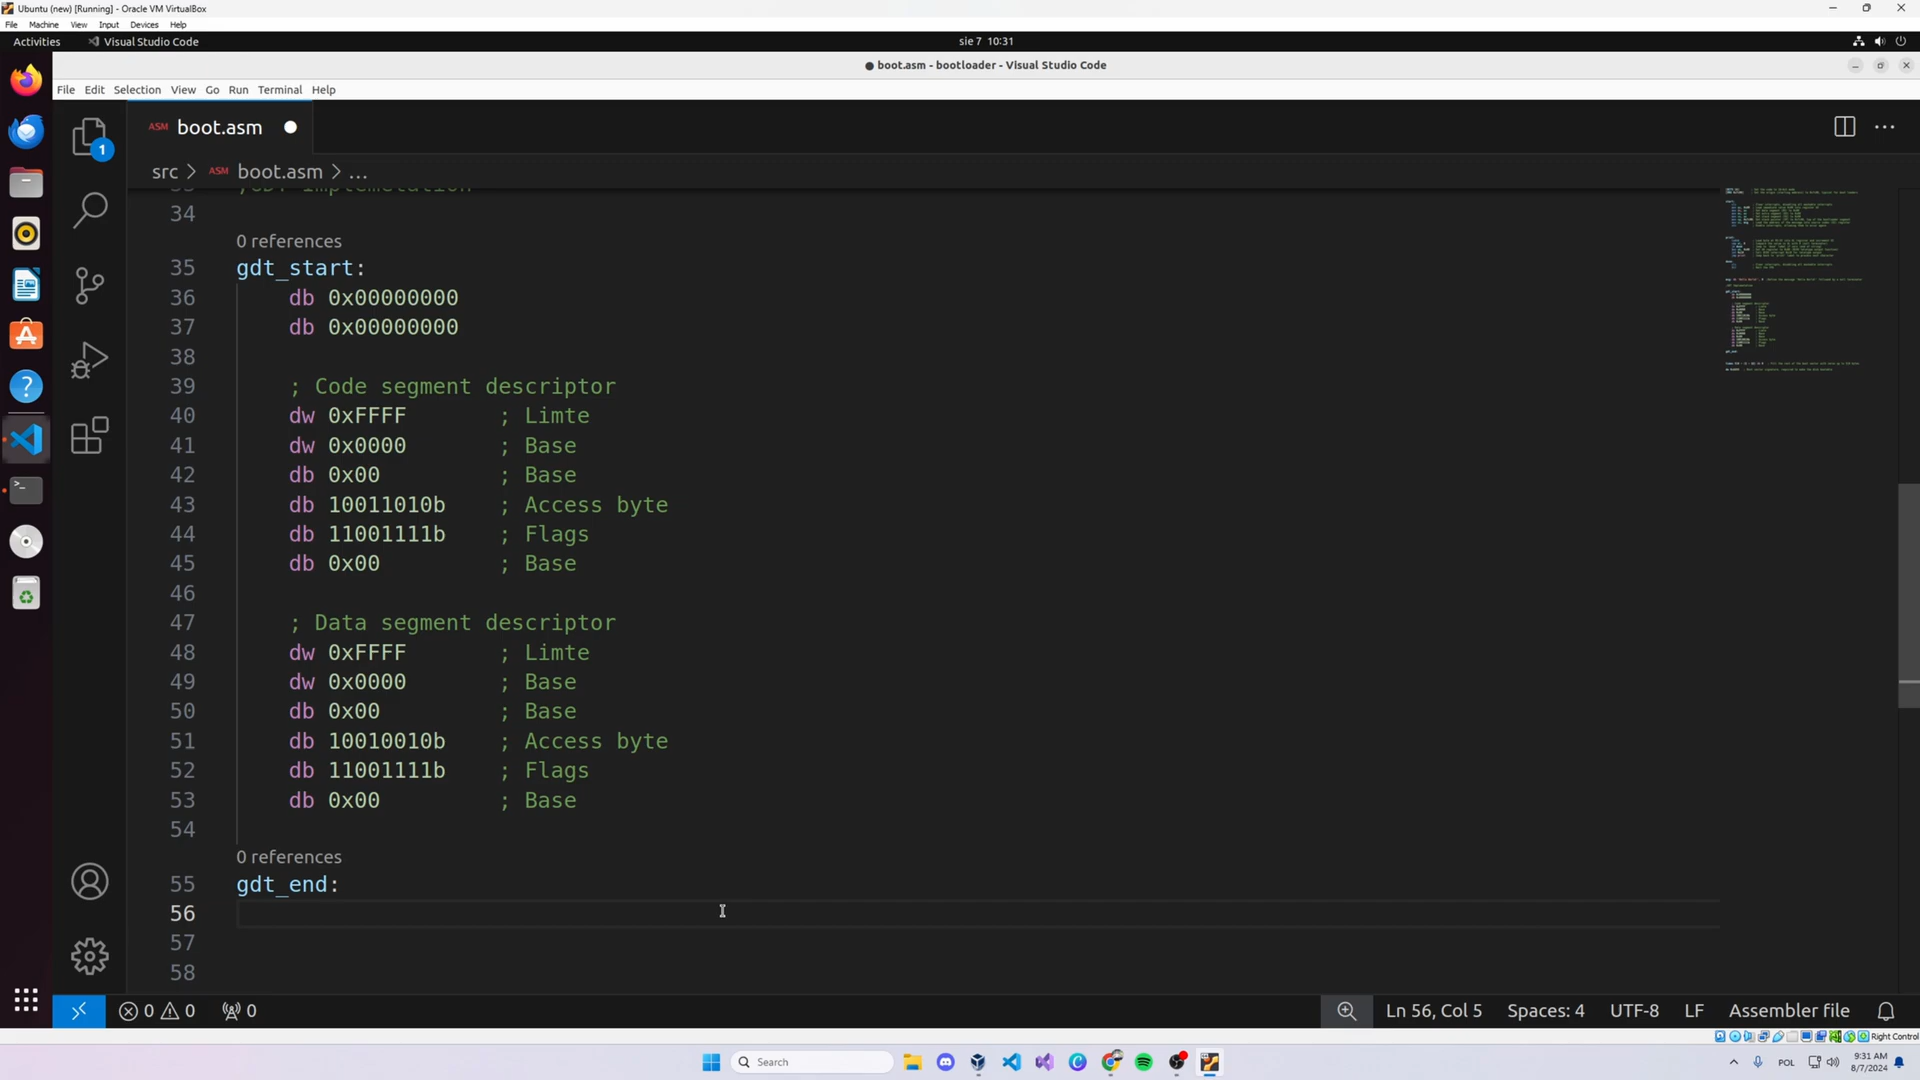 Ubuntu (new) [Running] - Oracle VM VirtualBox
File Machine View Input Devices Help
Activities Visual Studio Code sie 7 10:31
● boot.asm - bootloader - Visual Studio Code
File Edit Selection View Go Run Terminal Help
ASM boot.asm
src > ASM boot.asm > ...
34
0 references
35 gdt_start:
36 db 0x00000000
37 db 0x00000000
38
39 ; Code segment descriptor
40 dw 0xFFFF ; Limte
41 dw 0x0000 ; Base
42 db 0x00 ; Base
43 db 10011010b ; Access byte
44 db 11001111b ; Flags
45 db 0x00 ; Base
46
47 ; Data segment descriptor
48 dw 0xFFFF ; Limte
49 dw 0x0000 ; Base
50 db 0x00 ; Base
51 db 10010010b ; Access byte
52 db 11001111b ; Flags
53 db 0x00 ; Base
54
0 references
55 gdt_end:
56
57
58
1
0 0 0 Ln 56, Col 5 Spaces: 4 UTF-8 LF Assembler file
Right Control
Search POL 9:31 AM
8/7/2024